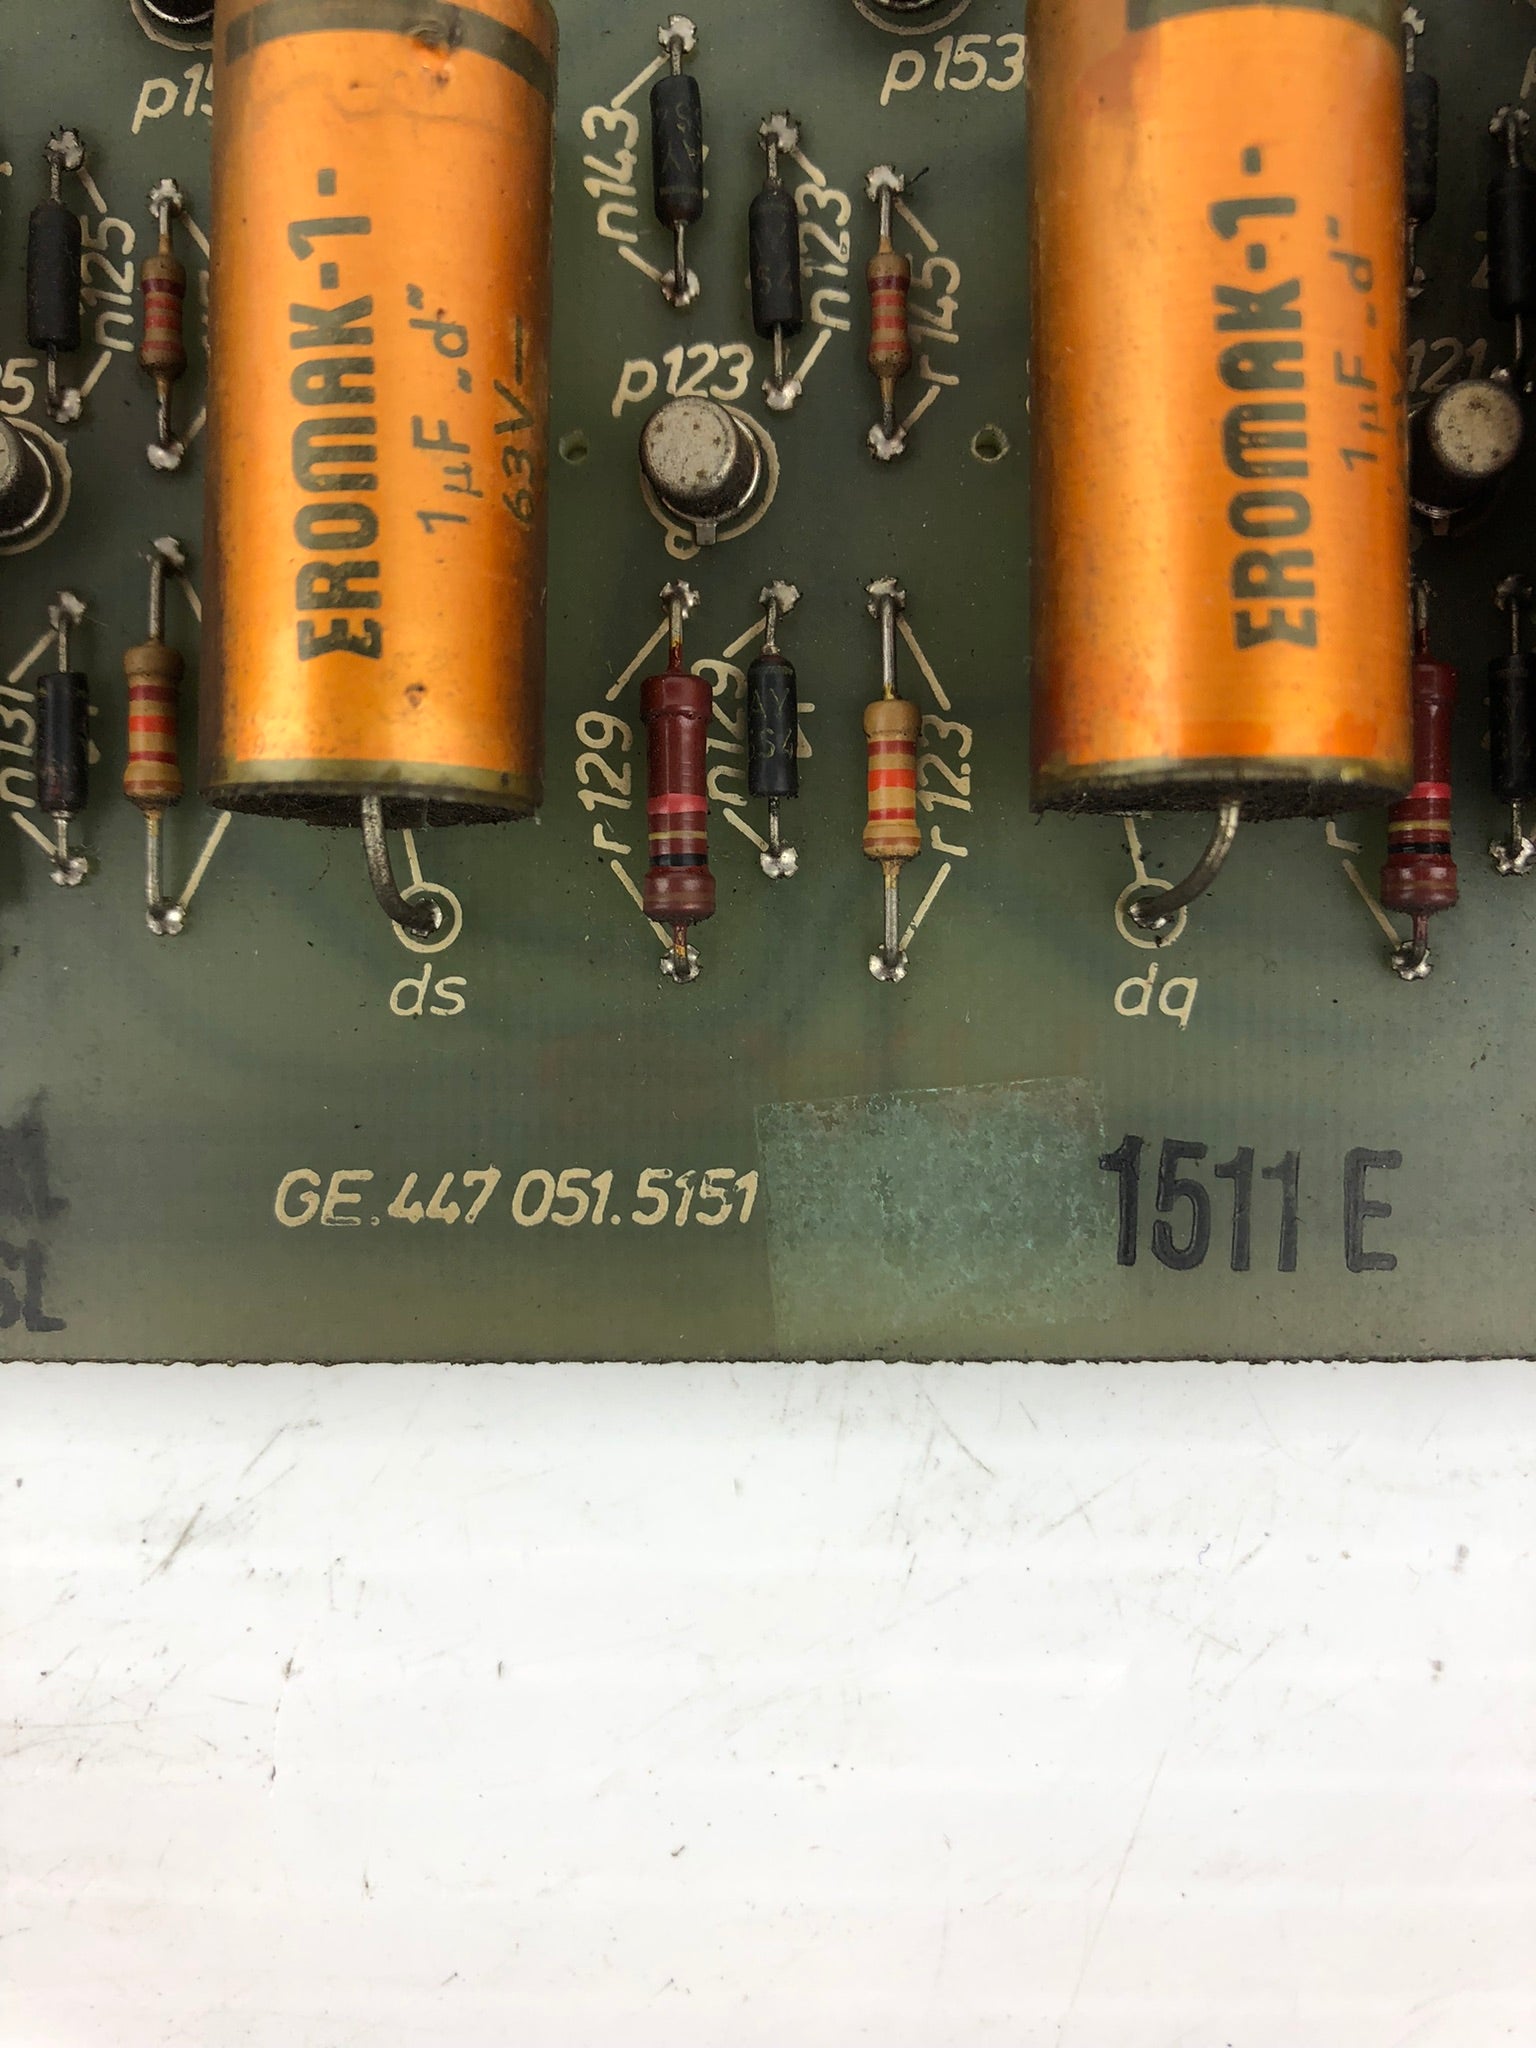 p153
n143
n125
n123
r145
EROMAK-1-
1µF „d"
63V—
EROMAK-1-
1µF „d"
p123
n131
r129
n129
AY
r123
ds
dq
GE.447 051.5151
1511 E